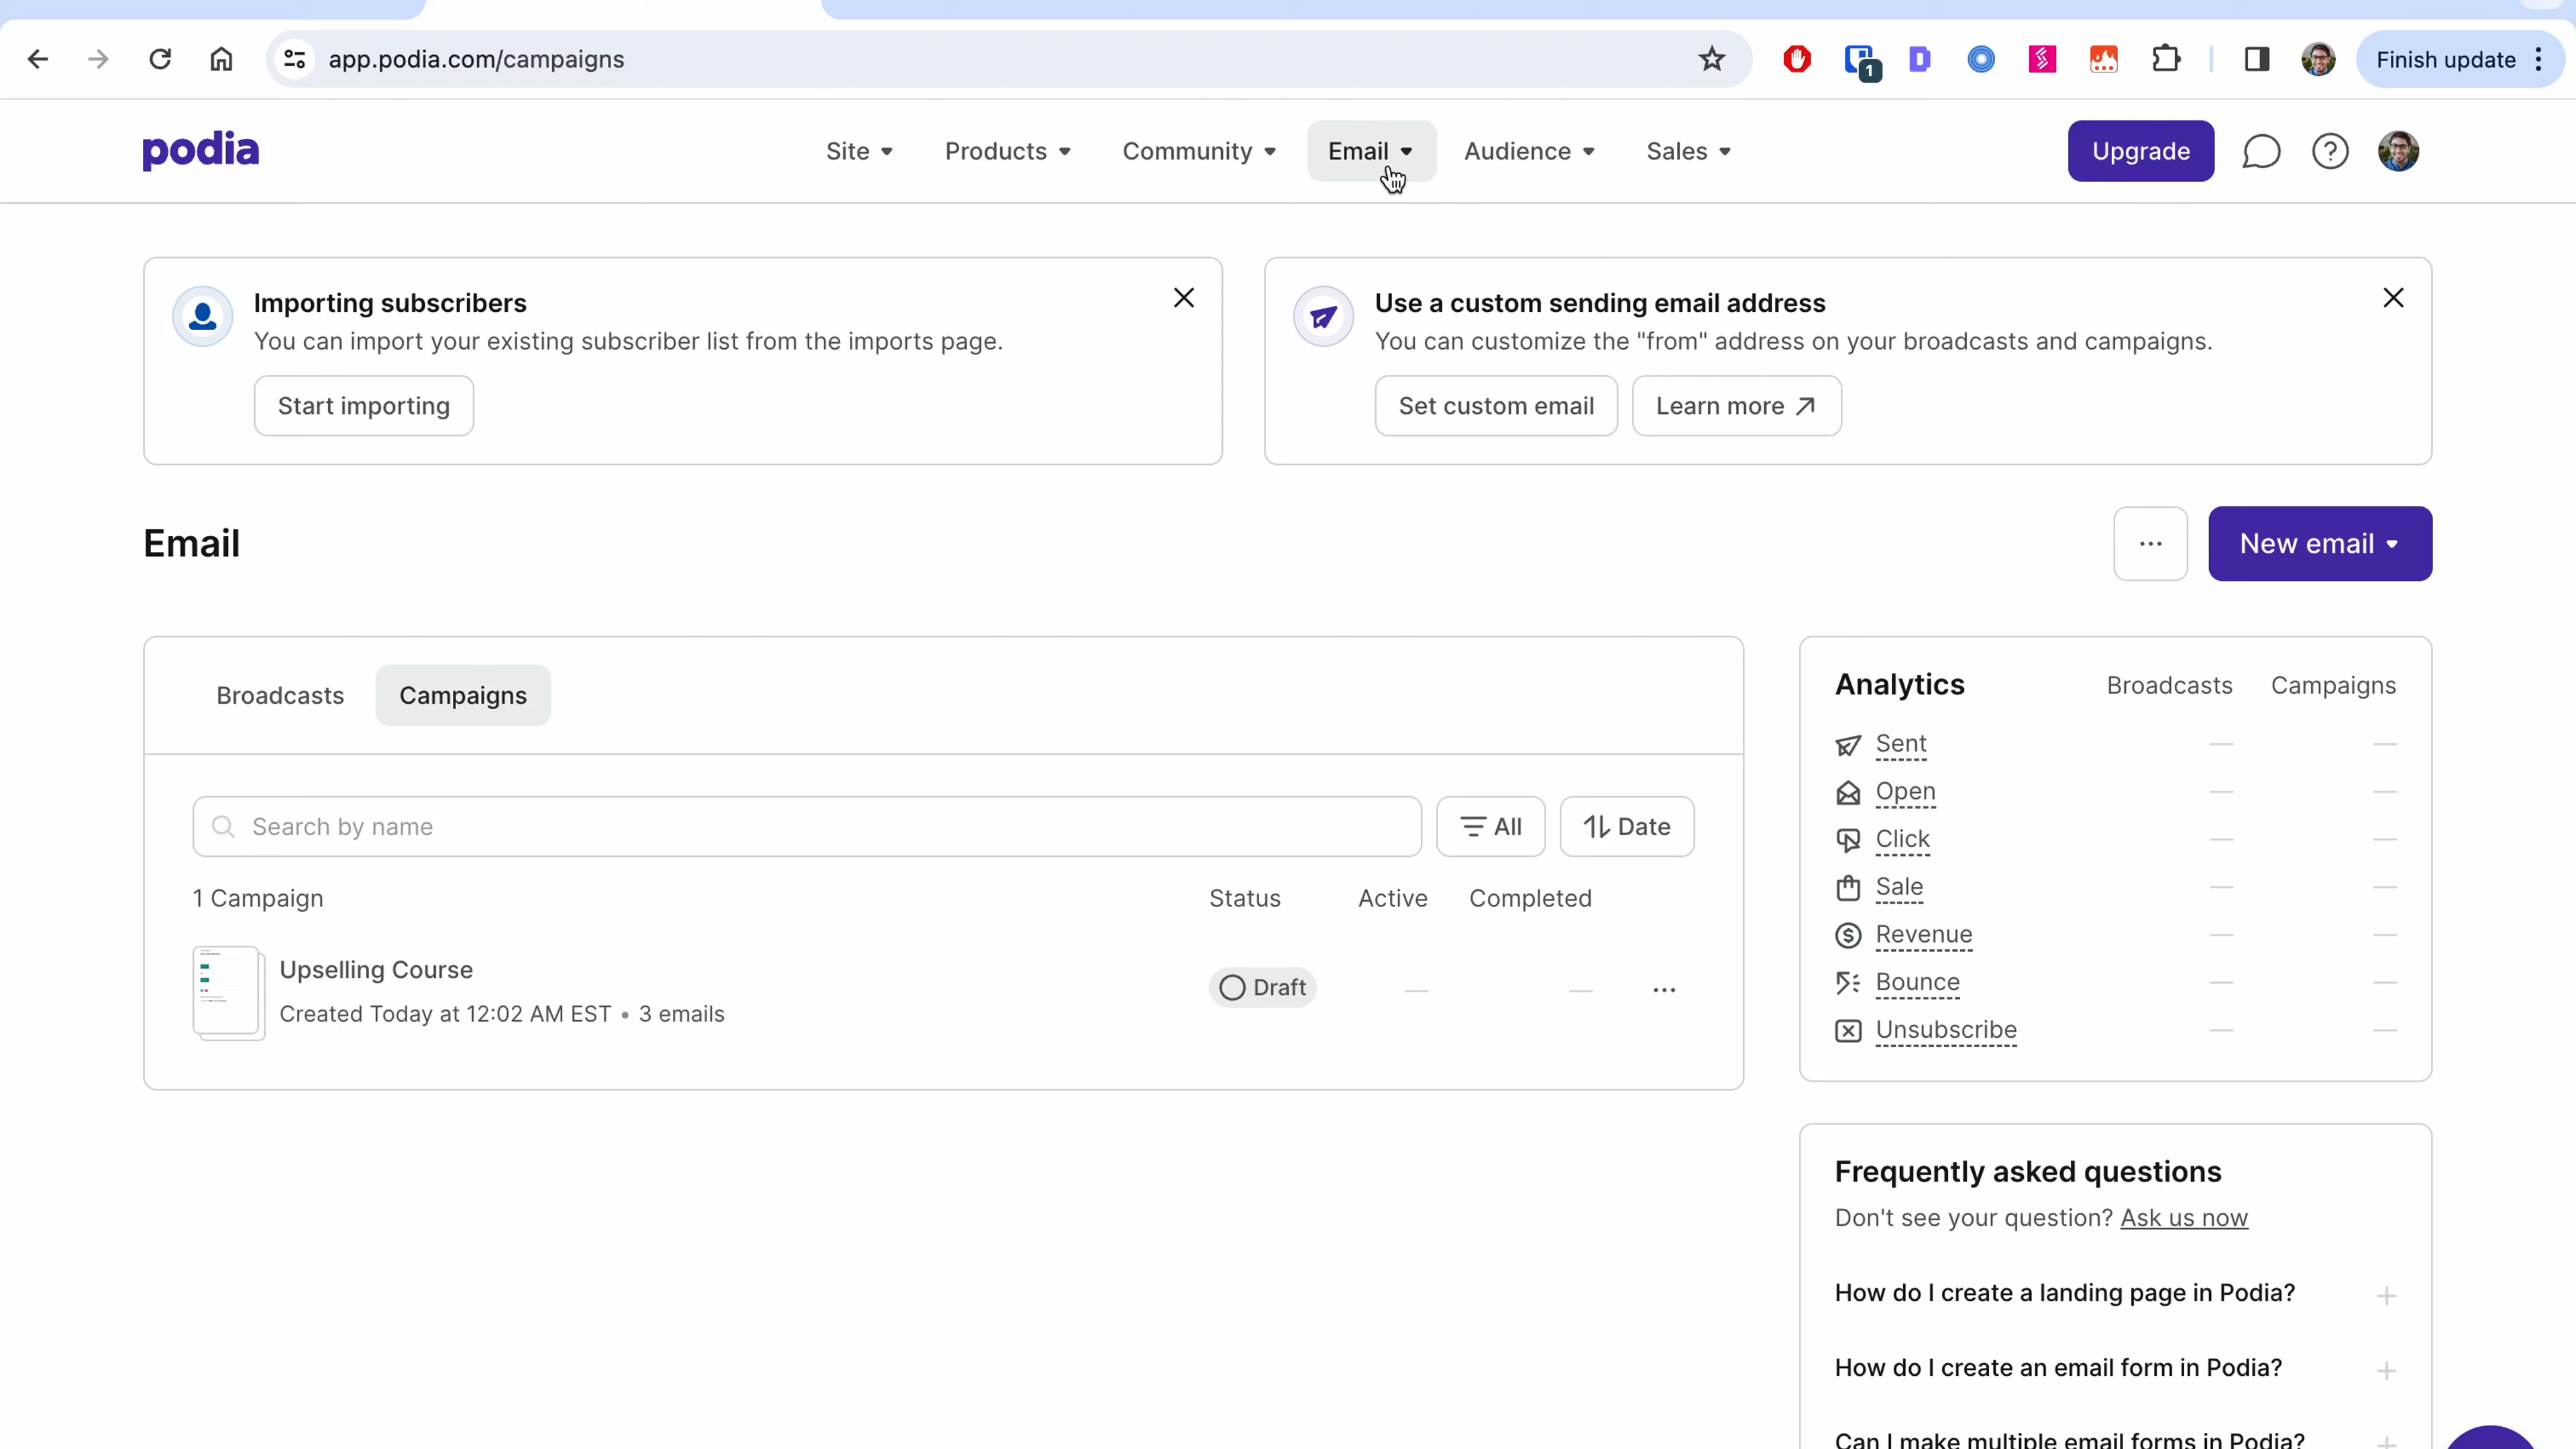 app.podia.com/campaigns
1
Finish update
podia
Site
Products
Community
Email
Audience
Sales
Upgrade
Importing subscribers
You can import your existing subscriber list from the imports page.
Start importing
Use a custom sending email address
You can customize the "from" address on your broadcasts and campaigns.
Set custom email
Learn more
Email
...
New email
Broadcasts
Campaigns
Search by name
All
Date
1 Campaign
Status
Active
Completed
Upselling Course
Created Today at 12:02 AM EST • 3 emails
Draft
—
—
...
Analytics
Broadcasts
Campaigns
Sent — —
Open — —
Click — —
Sale — —
Revenue — —
Bounce — —
Unsubscribe — —
Frequently asked questions
Don't see your question? Ask us now
How do I create a landing page in Podia?
How do I create an email form in Podia?
Can I make multiple email forms in Podia?